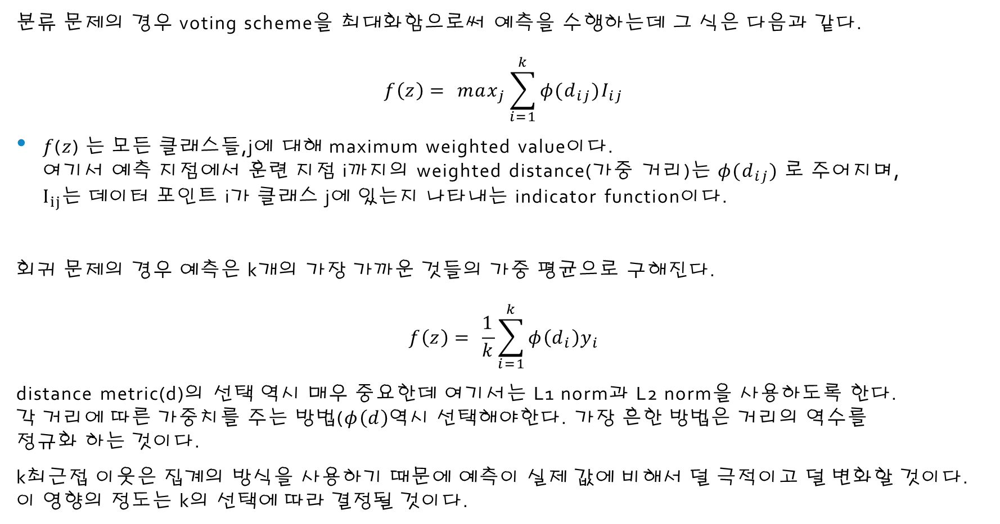 분류 문제의 경우 voting scheme을 최대화함으로써 예측을 수행하는데 그 식은 다음과 같다.
f(z) = max_j ∑_{i=1}^{k} ϕ(d_{ij})I_{ij}
• f(z) 는 모든 클래스들,j에 대해 maximum weighted value이다.
여기서 예측 지점에서 훈련 지점 i까지의 weighted distance(가중 거리)는 ϕ(d_{ij}) 로 주어지며,
I_{ij}는 데이터 포인트 i가 클래스 j에 있는지 나타내는 indicator function이다.
회귀 문제의 경우 예측은 k개의 가장 가까운 것들의 가중 평균으로 구해진다.
f(z) = \frac{1}{k} ∑_{i=1}^{k} ϕ(d_i)y_i
distance metric(d)의 선택 역시 매우 중요한데 여기서는 L1 norm과 L2 norm을 사용하도록 한다.
각 거리에 따른 가중치를 주는 방법(ϕ(d)역시 선택해야한다. 가장 흔한 방법은 거리의 역수를
정규화 하는 것이다.
k최근접 이웃은 집계의 방식을 사용하기 때문에 예측이 실제 값에 비해서 덜 극적이고 덜 변화할 것이다.
이 영향의 정도는 k의 선택에 따라 결정될 것이다.